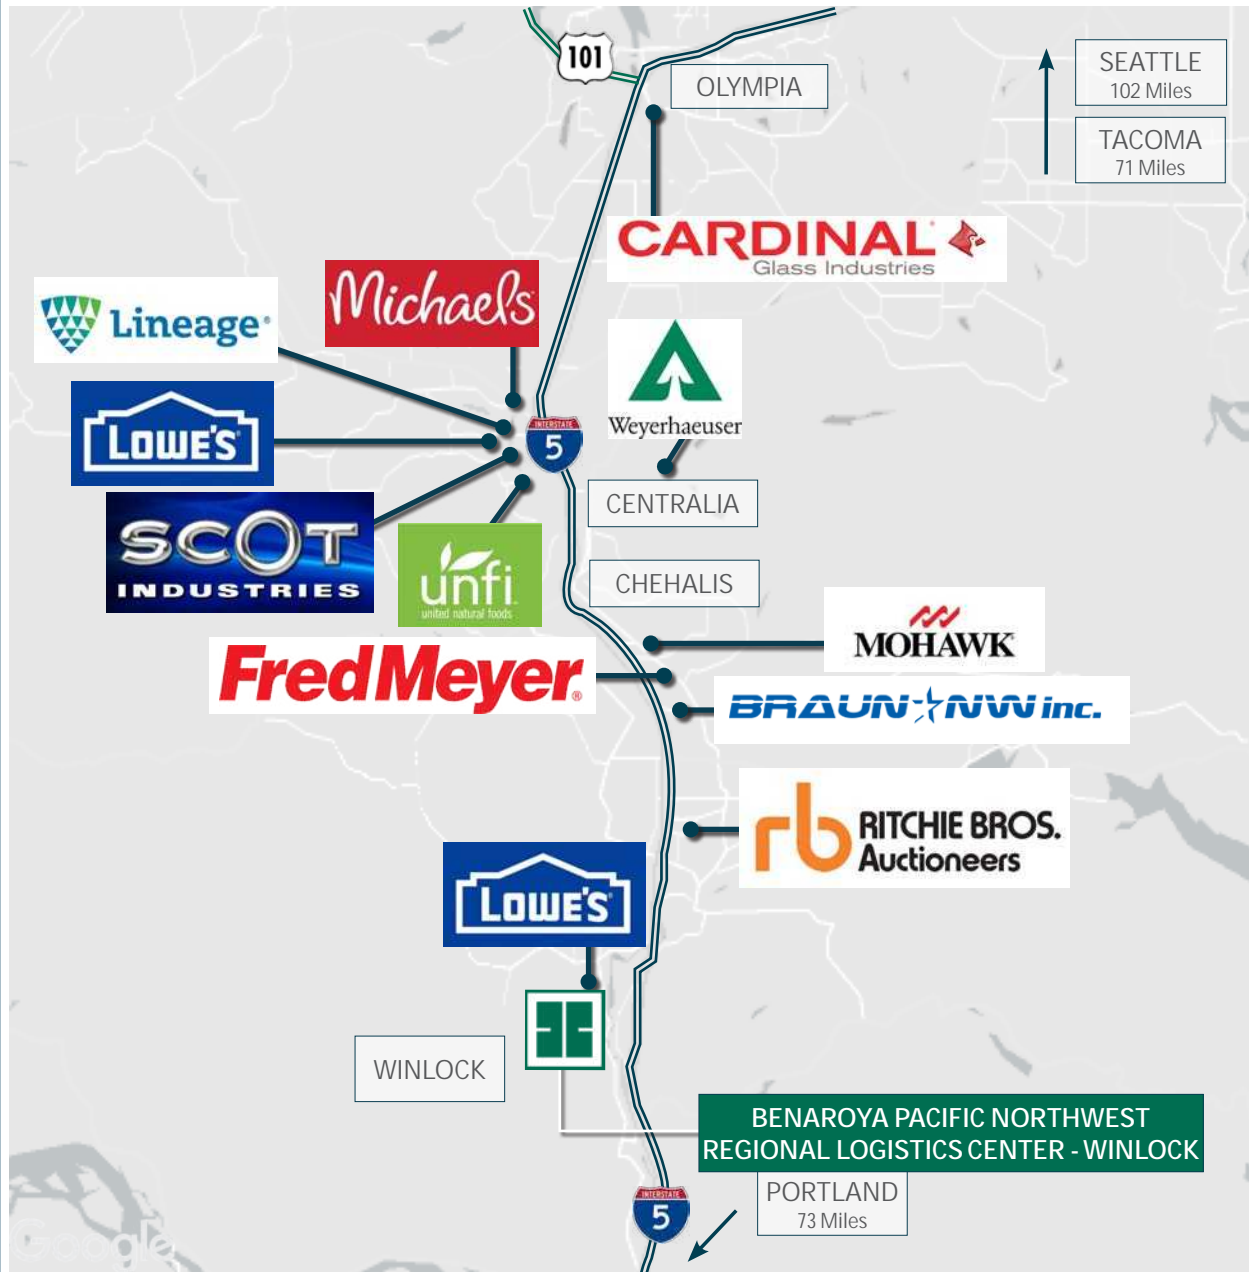 101
OLYMPIA
SEATTLE
102 Miles
TACOMA
71 Miles
CARDINAL
Glass Industries
Michaels
Lineage
LOWE'S
INTERSTATE
5
Weyerhaeuser
SCOT
INDUSTRIES
CENTRALIA
unfi
united natural foods
CHEHALIS
MOHAWK
FredMeyer®
BRAUN NW inc.
rb RITCHIE BROS.
Auctioneers
LOWE'S
WINLOCK
BENAROYA PACIFIC NORTHWEST
REGIONAL LOGISTICS CENTER - WINLOCK
INTERSTATE
5
PORTLAND
73 Miles
Google